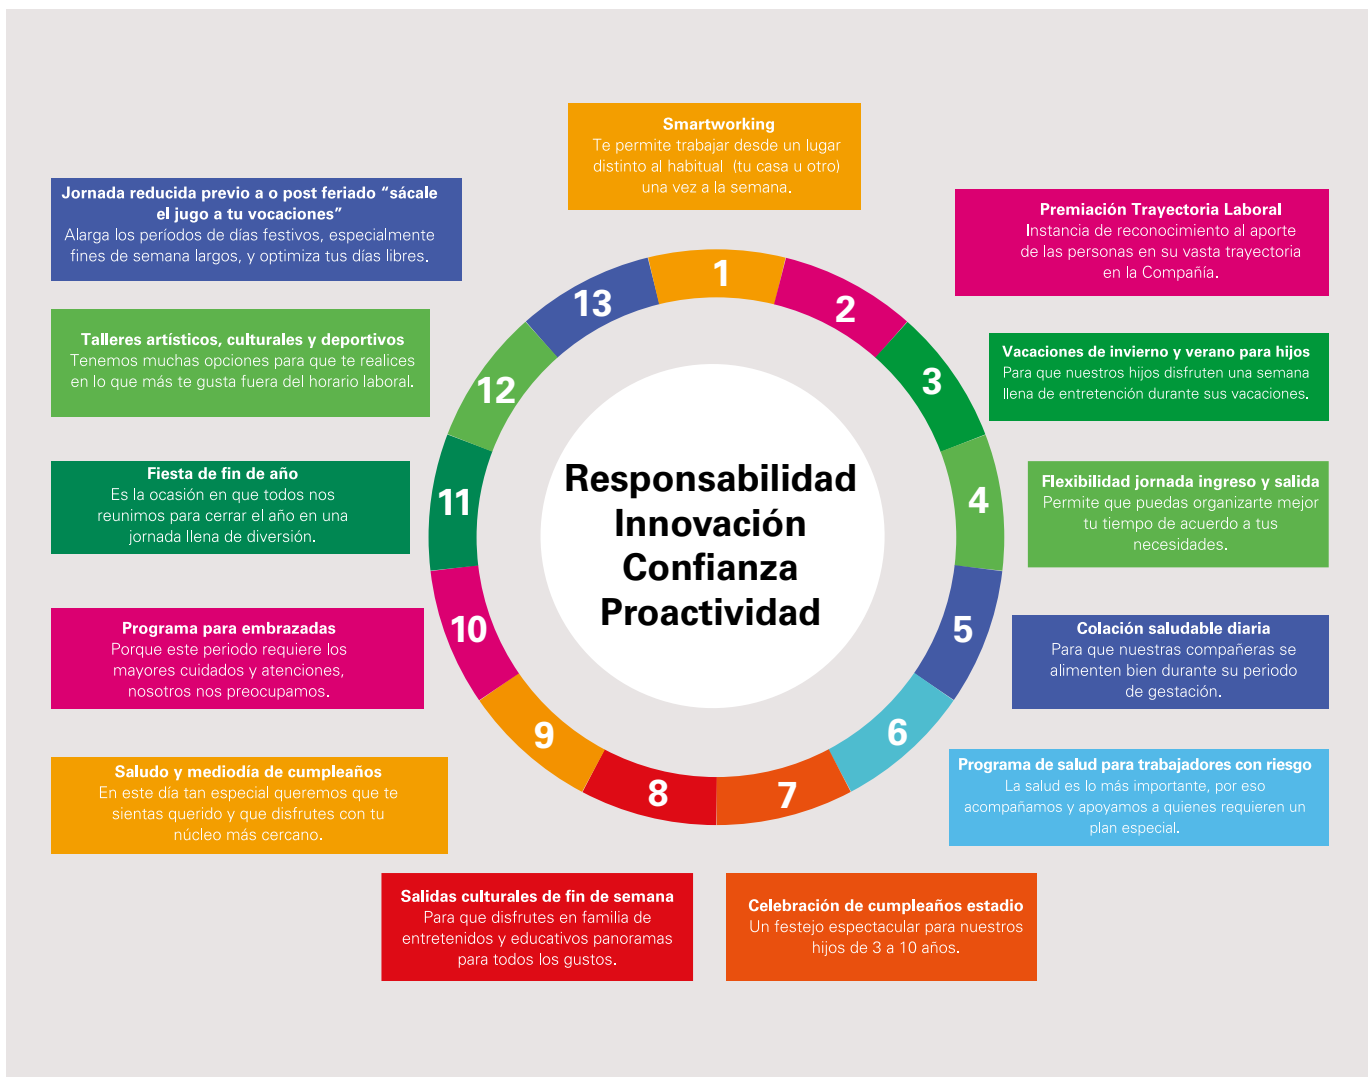 Smartworking
Te permite trabajar desde un lugar
distinto al habitual (tu casa u otro)
una vez a la semana.
Premiación Trayectoria Laboral
Instancia de reconocimiento al aporte
de las personas en su vasta trayectoria
en la Compañía.
Vacaciones de invierno y verano para hijos
Para que nuestros hijos disfruten una semana
llena de entretención durante sus vacaciones.
Flexibilidad jornada ingreso y salida
Permite que puedas organizarte mejor
tu tiempo de acuerdo a tus
necesidades.
Colación saludable diaria
Para que nuestras compañeras se
alimenten bien durante su periodo
de gestación.
Programa de salud para trabajadores con riesgo
La salud es lo más importante, por eso
acompañamos y apoyamos a quienes requieren un
plan especial.
Celebración de cumpleaños estadio
Un festejo espectacular para nuestros
hijos de 3 a 10 años.
Salidas culturales de fin de semana
Para que disfrutes en familia de
entretenidos y educativos panoramas
para todos los gustos.
Saludo y mediodía de cumpleaños
En este día tan especial queremos que te
sientas querido y que disfrutes con tu
núcleo más cercano.
Programa para embrazadas
Porque este periodo requiere los
mayores cuidados y atenciones,
nosotros nos preocupamos.
Fiesta de fin de año
Es la ocasión en que todos nos
reunimos para cerrar el año en una
jornada llena de diversión.
Talleres artísticos, culturales y deportivos
Tenemos muchas opciones para que te realices
en lo que más te gusta fuera del horario laboral.
Jornada reducida previo a o post feriado “sácale
el jugo a tu vocaciones”
Alarga los períodos de días festivos, especialmente
fines de semana largos, y optimiza tus días libres.
1
2
3
4
5
6
7
8
9
10
11
12
13
Responsabilidad
Innovación
Confianza
Proactividad